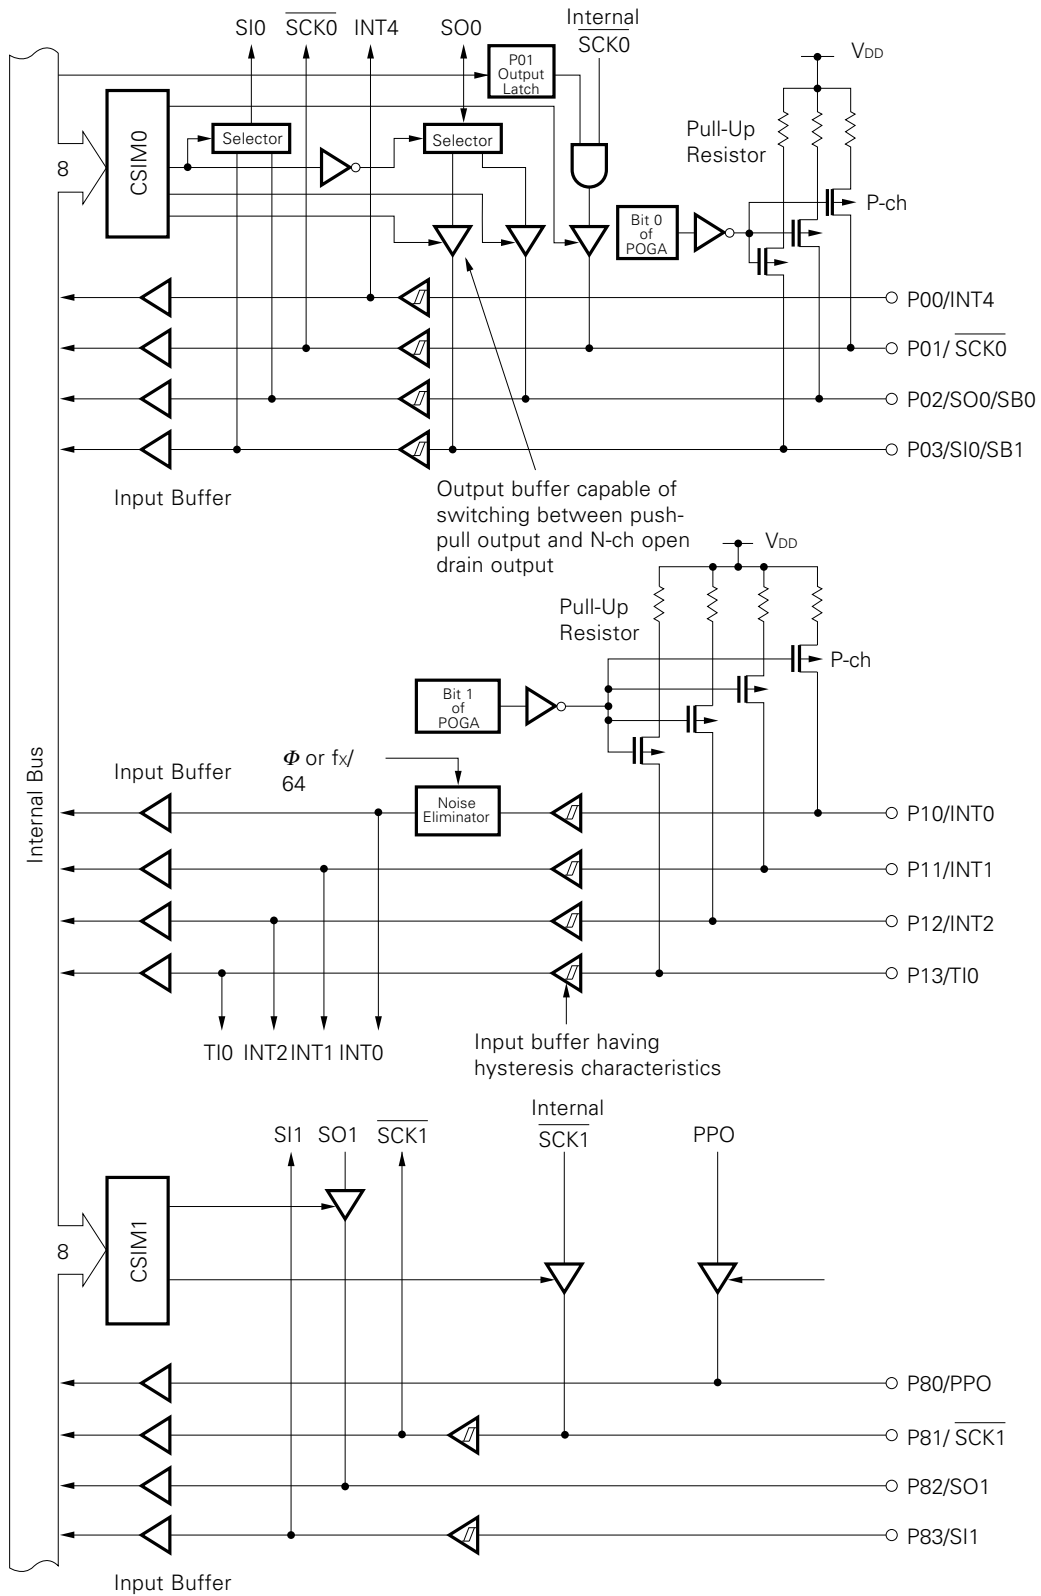 SI0
SCK0
INT4
SO0
Internal
SCK0
P01
Output
Latch
VDD
CSIM0
8
Selector
Selector
Pull-Up
Resistor
P-ch
Bit 0
of
POGA
P00/INT4
P01/ SCK0
P02/SO0/SB0
P03/SI0/SB1
Input Buffer
Output buffer capable of
switching between push-
pull output and N-ch open
drain output
VDD
Pull-Up
Resistor
P-ch
Bit 1
of
POGA
Internal Bus
Input Buffer
Φ or fx/
64
Noise
Eliminator
P10/INT0
P11/INT1
P12/INT2
P13/TI0
TI0 INT2 INT1 INT0
Input buffer having
hysteresis characteristics
SI1
SO1
SCK1
Internal
SCK1
PPO
CSIM1
8
P80/PPO
P81/ SCK1
P82/SO1
P83/SI1
Input Buffer